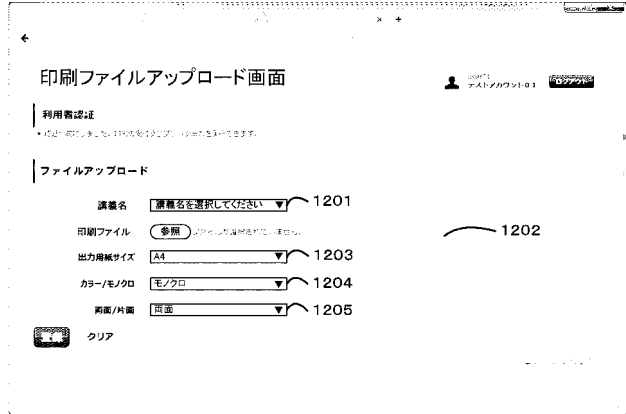 印刷ファイルアップロード画面
テストアカウント01
ログアウト
利用者認証
ファイルアップロード
講義名 講義名を選択してください ▼ 1201
印刷ファイル 参照
1202
出力用紙サイズ A4 ▼ 1203
カラー/モノクロ モノクロ ▼ 1204
両面/片面 両面 ▼ 1205
クリア